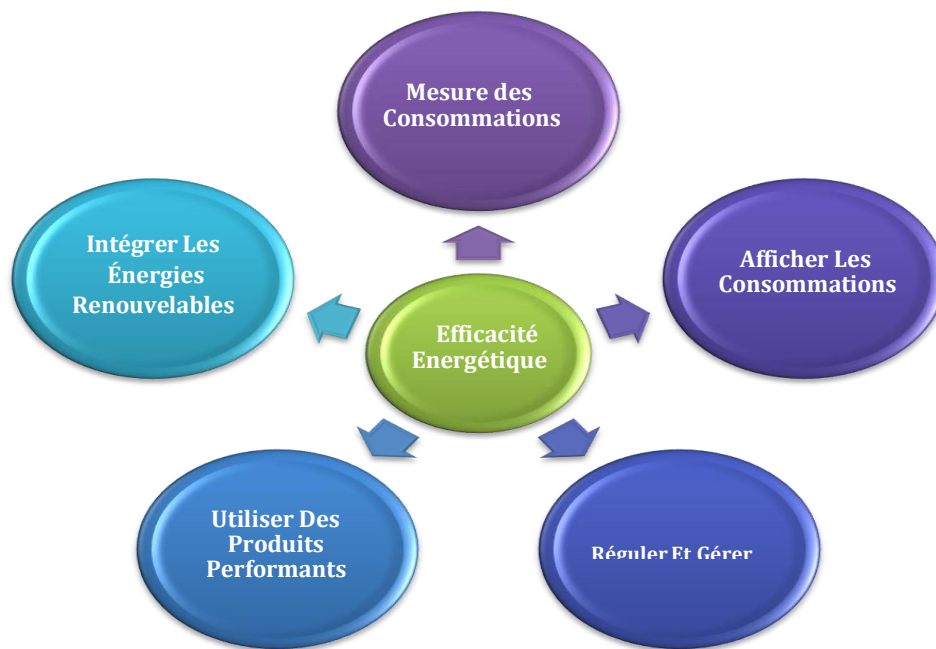 Mesure des
Consommations
Intégrer Les
Énergies
Renouvelables
Afficher Les
Consommations
Efficacité
Energétique
Utiliser Des
Produits
Performants
Réguler Et Gérer